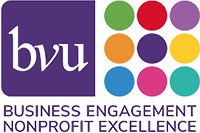 bvu
BUSINESS ENGAGEMENT
NONPROFIT EXCELLENCE